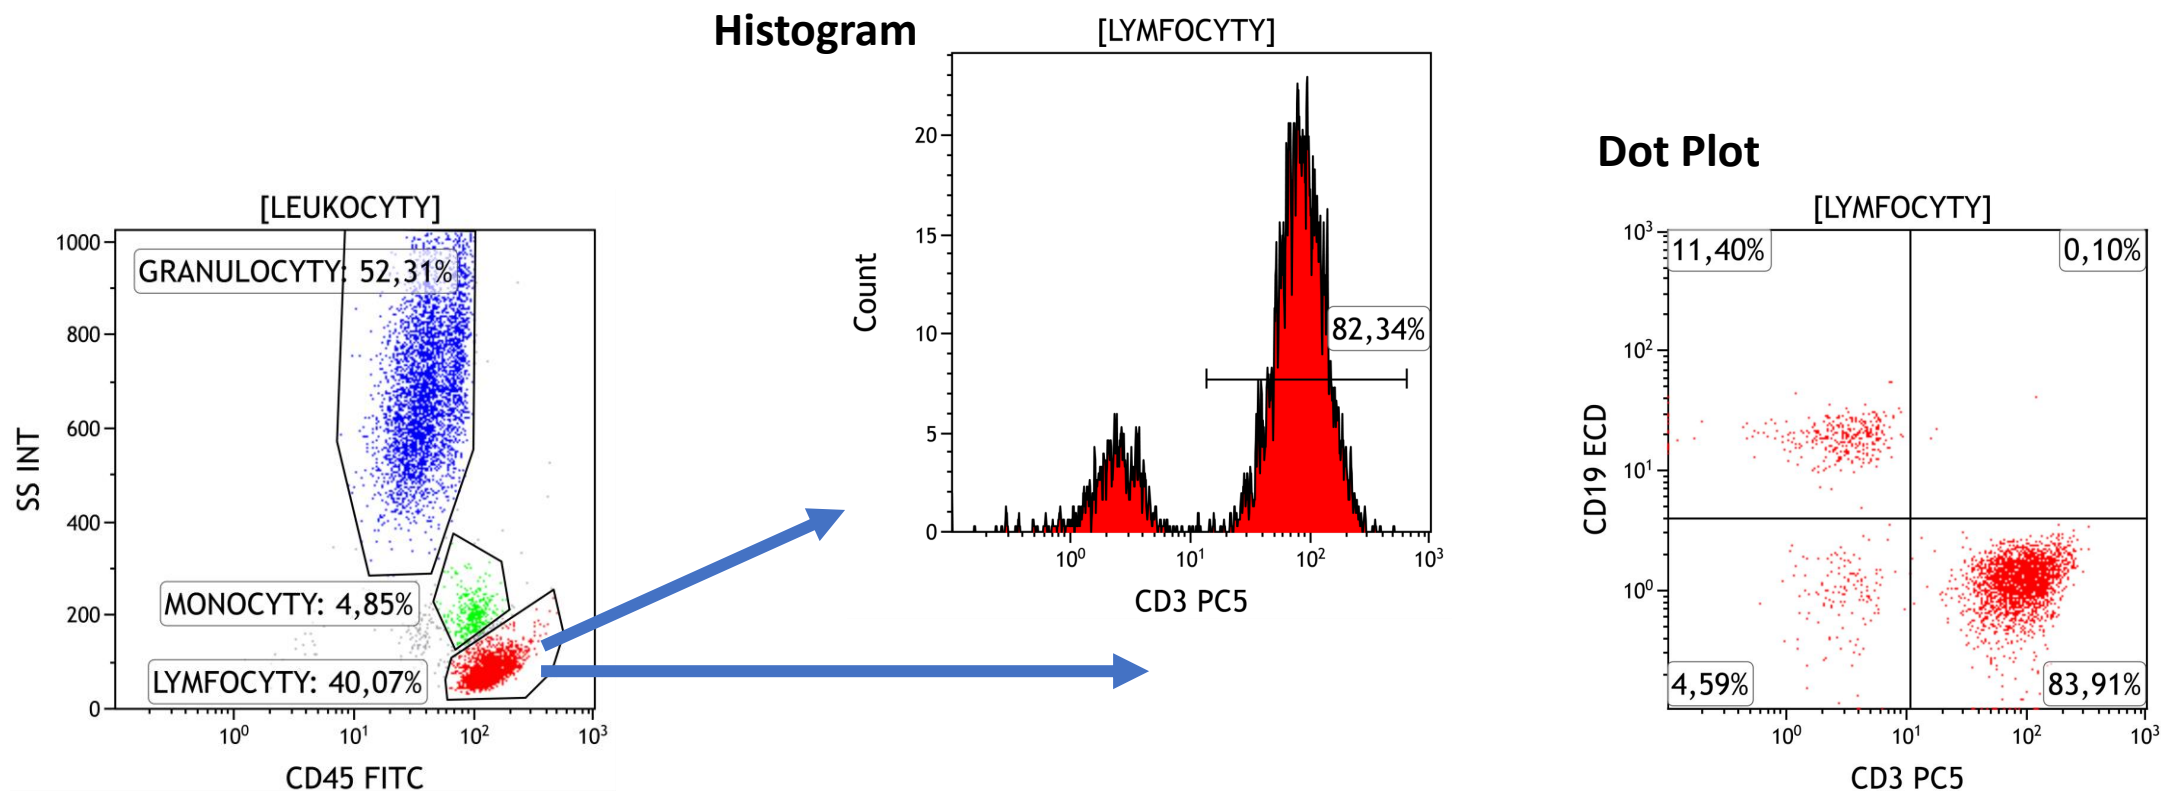 Histogram
[LYMFOCYTY]
20
15
10
5
0
Count
82,34%
10⁰ 10¹ 10² 10³
CD3 PC5
[LEUKOCYTY]
1000
800
600
400
200
0
SS INT
GRANULOCYTY: 52,31%
MONOCYTY: 4,85%
LYMFOCYTY: 40,07%
10⁰ 10¹ 10² 10³
CD45 FITC
Dot Plot
[LYMFOCYTY]
10³
10²
10¹
10⁰
CD19 ECD
11,40% 0,10%
4,59% 83,91%
10⁰ 10¹ 10² 10³
CD3 PC5